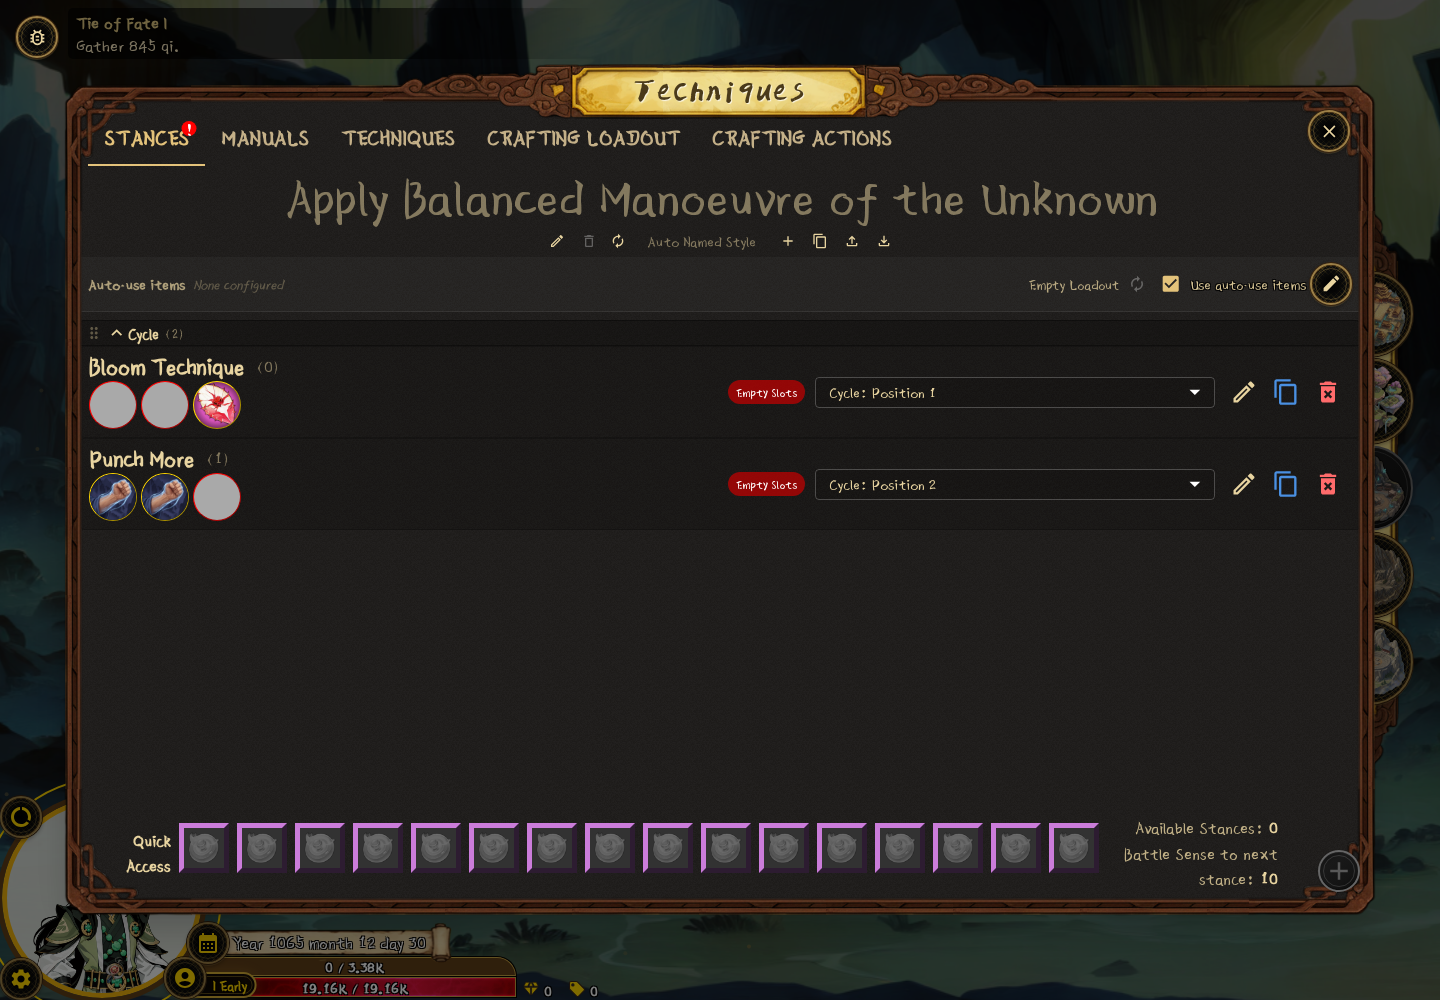 Tie of Fate 1
Gather 845 qi.
Techniques
STANCES !
MANUALS
TECHNIQUES
CRAFTING LOADOUT
CRAFTING ACTIONS
Apply Balanced Manoeuvre of the Unknown
Auto Named Style
Auto-use items None configured
Empty Loadout
Use auto-use items
Cycle (2)
Bloom Technique (0)
Empty Slots
Cycle: Position 1
Punch More (1)
Empty Slots
Cycle: Position 2
Quick
Access
Available Stances: 0
Battle Sense to next
stance: 10
Year 1065 month 12 day 30
0 / 3.38K
1 Early
19.16K / 19.16K
0
0